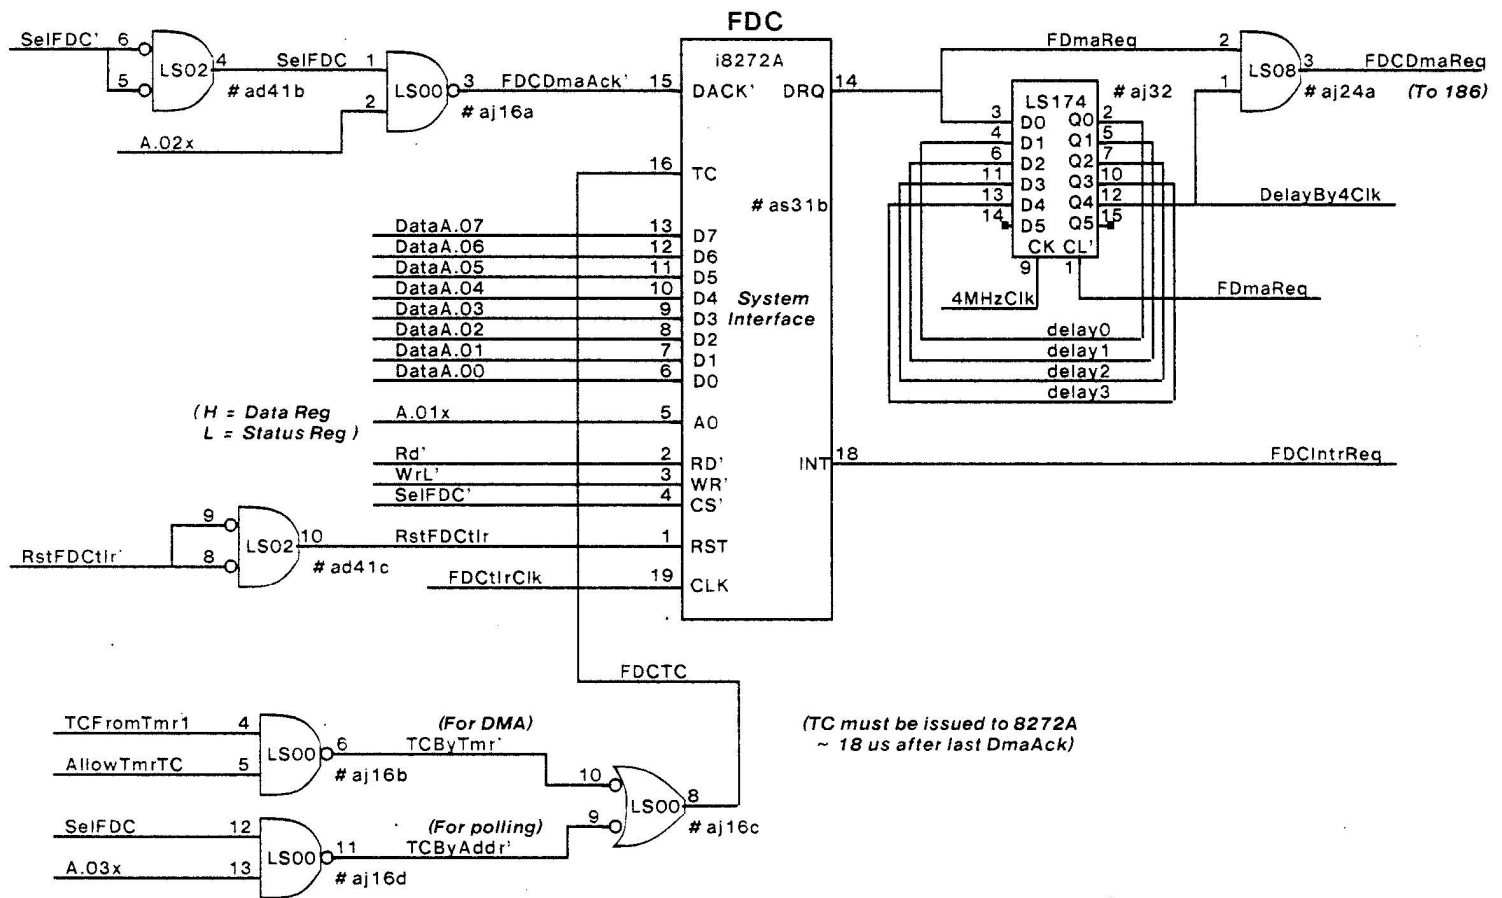 FDC
SelFDC'
6
5
LS02
4
# ad41b
SelFDC
1
2
A.02x
LS00
3
# aj16a
FDCDmaAck'
15
DACK'
i8272A
DRQ
14
FDmaReq
2
1
LS08
3
# aj24a
FDCDmaReq
(To 186)
LS174
# aj32
3 D0 Q0 2
4 D1 Q1 5
6 D2 Q2 7
11 D3 Q3 10
13 D4 Q4 12
14 D5 Q5 15
CK CL'
9 1
DelayBy4Clk
4MHzClk
FDmaReq
delay0
delay1
delay2
delay3
16 TC
# as31b
DataA.07 13 D7
DataA.06 12 D6
DataA.05 11 D5
DataA.04 10 D4
DataA.03 9 D3
DataA.02 8 D2
DataA.01 7 D1
DataA.00 6 D0
System
Interface
(H = Data Reg
L = Status Reg )
A.01x 5 A0
Rd' 2 RD'
WrL' 3 WR'
SelFDC' 4 CS'
INT 18 FDCIntrReq
RstFDCtlr'
9
8
LS02
10
# ad41c
RstFDCtlr 1 RST
FDCtlrClk 19 CLK
FDCTC
TCFromTmr1 4
AllowTmrTC 5
LS00
6
# aj16b
(For DMA)
TCByTmr'
10
9
LS00
8
# aj16c
SelFDC 12
A.03x 13
LS00
11
# aj16d
(For polling)
TCByAddr'
(TC must be issued to 8272A
~ 18 us after last DmaAck)